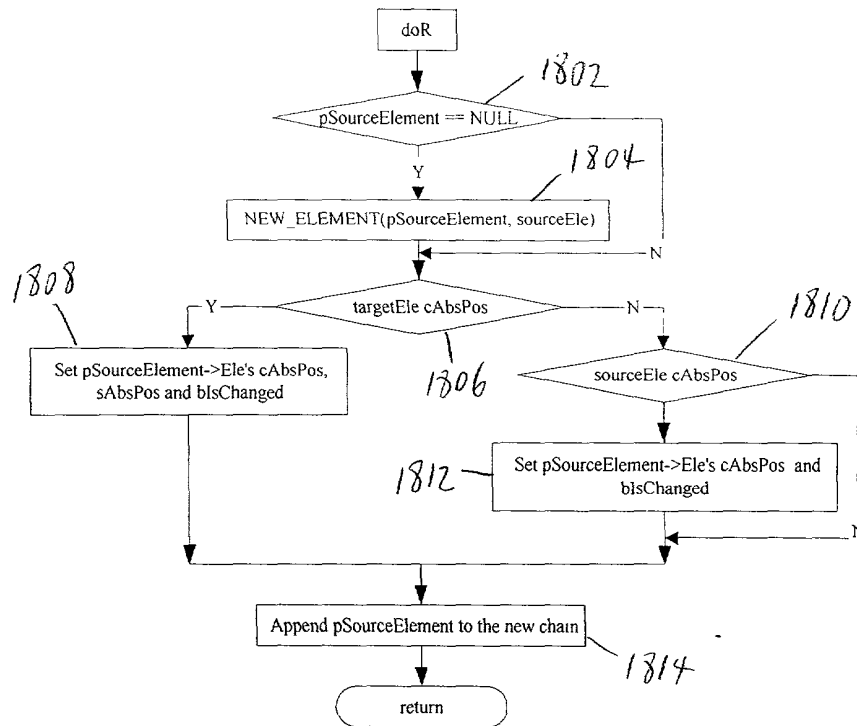 doR
1802
pSourceElement == NULL
Y
1804
NEW_ELEMENT(pSourceElement, sourceEle)
N
1808
Y
targetEle cAbsPos
N
1810
1806
Set pSourceElement->Ele's cAbsPos,
sAbsPos and bIsChanged
sourceEle cAbsPos
1812
Set pSourceElement->Ele's cAbsPos and
bIsChanged
N
Append pSourceElement to the new chain
1814
return